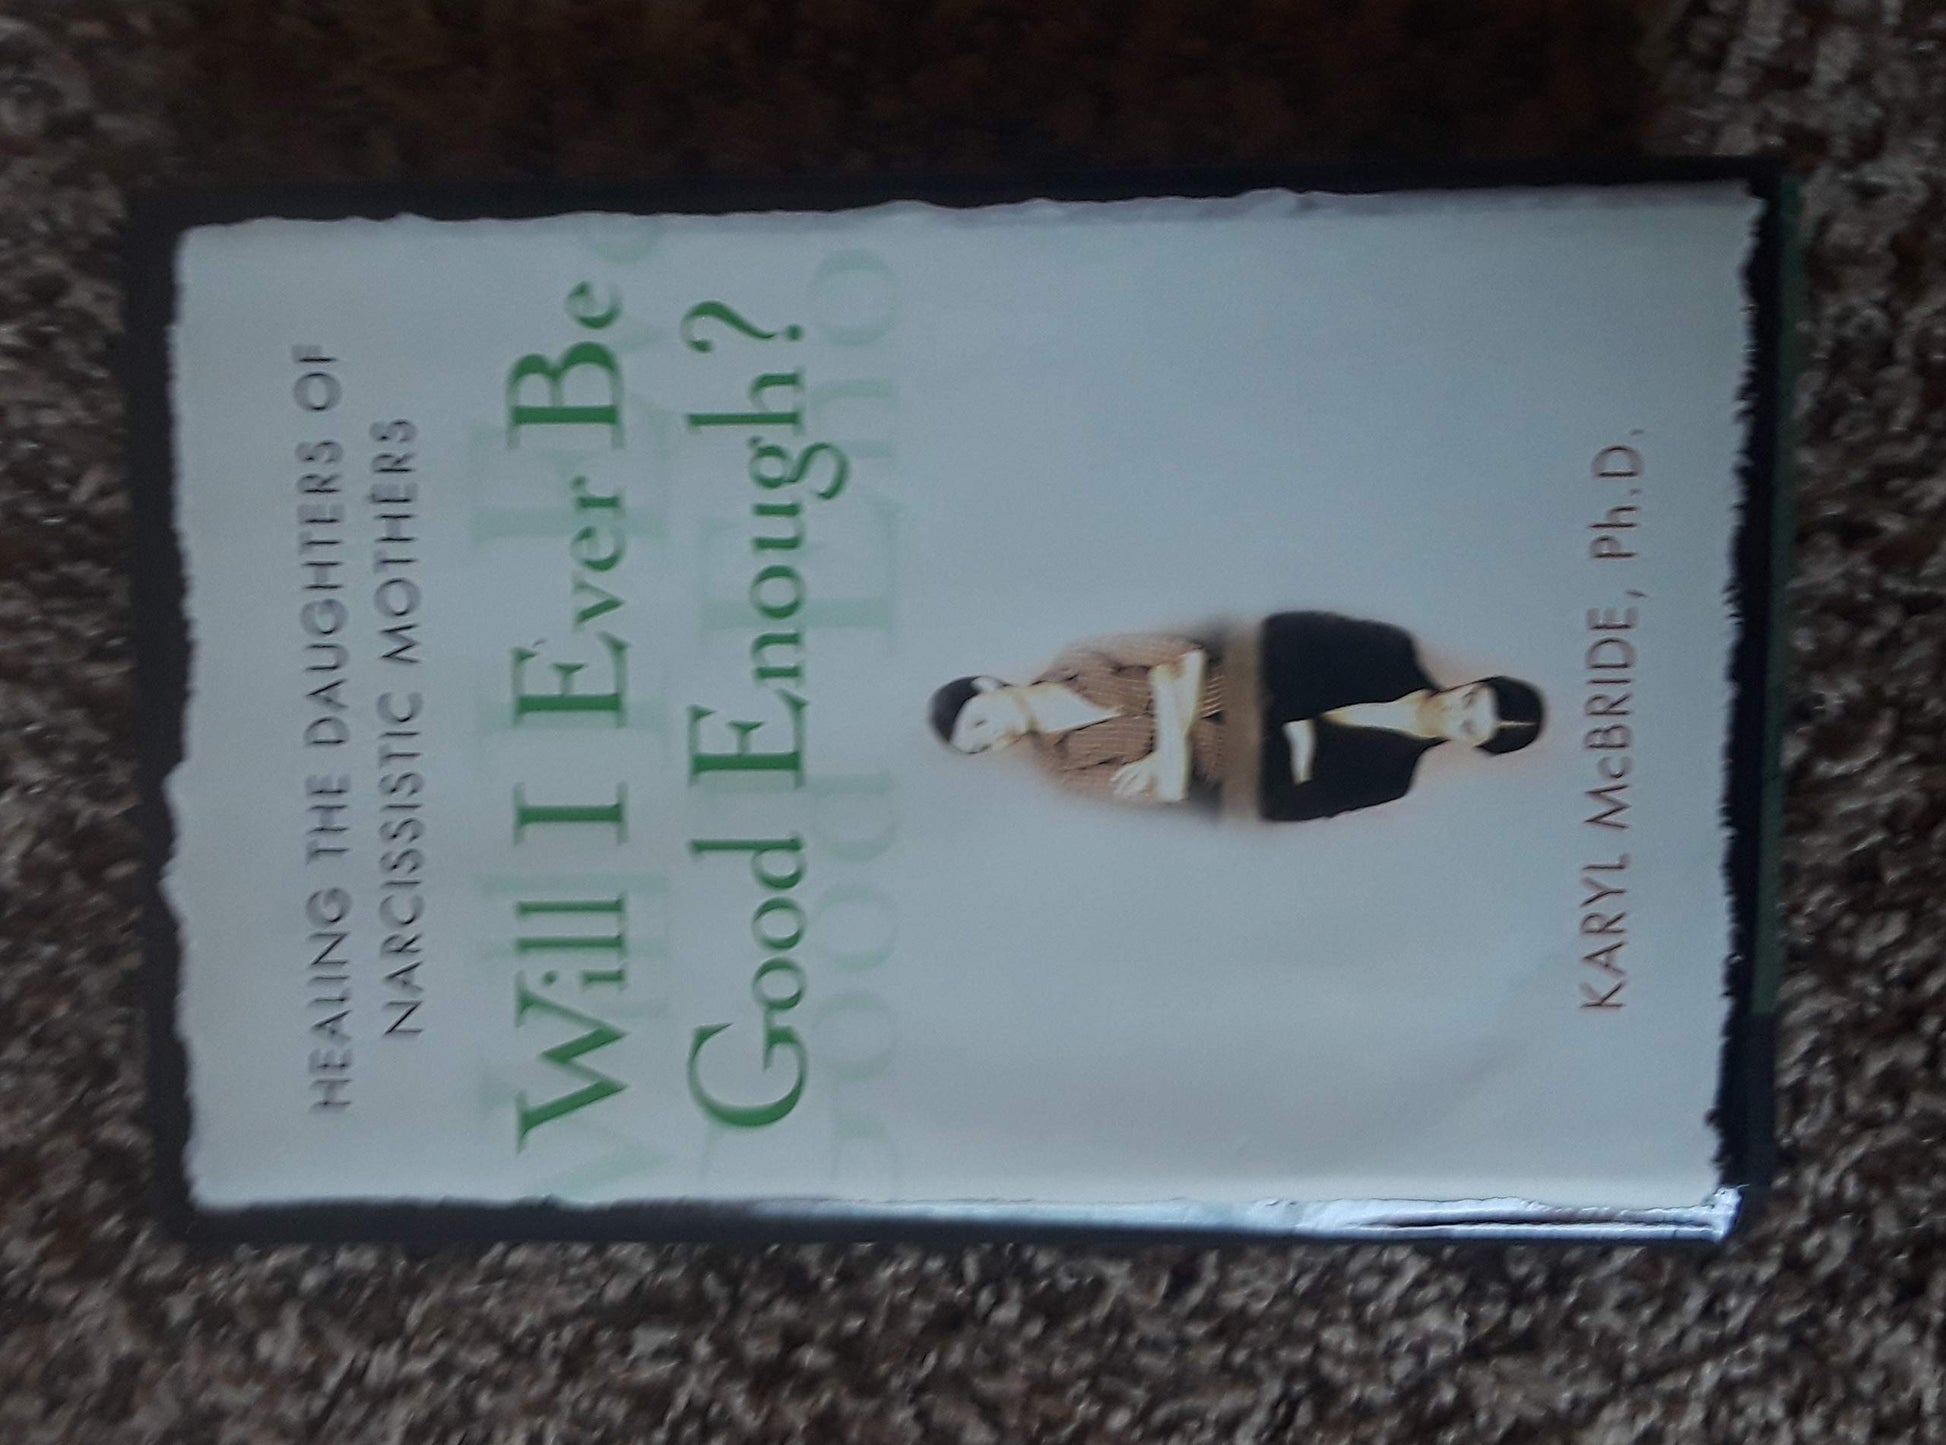 HEALING THE DAUGHTERS OF
NARCISSISTIC MOTHERS
Will I Ever Be
Good Enough?
KARYL McBRIDE, Ph.D.